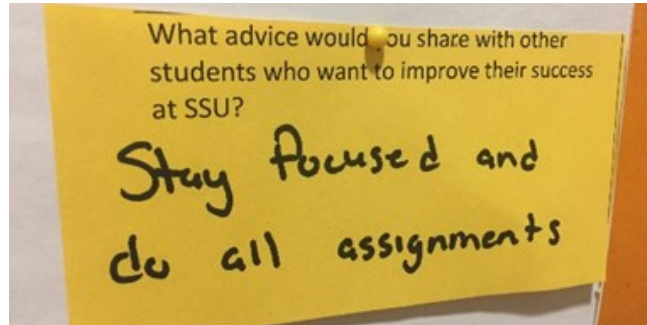 What advice would you share with other
students who want to improve their success
at SSU?
Stay focused and
do all assignments